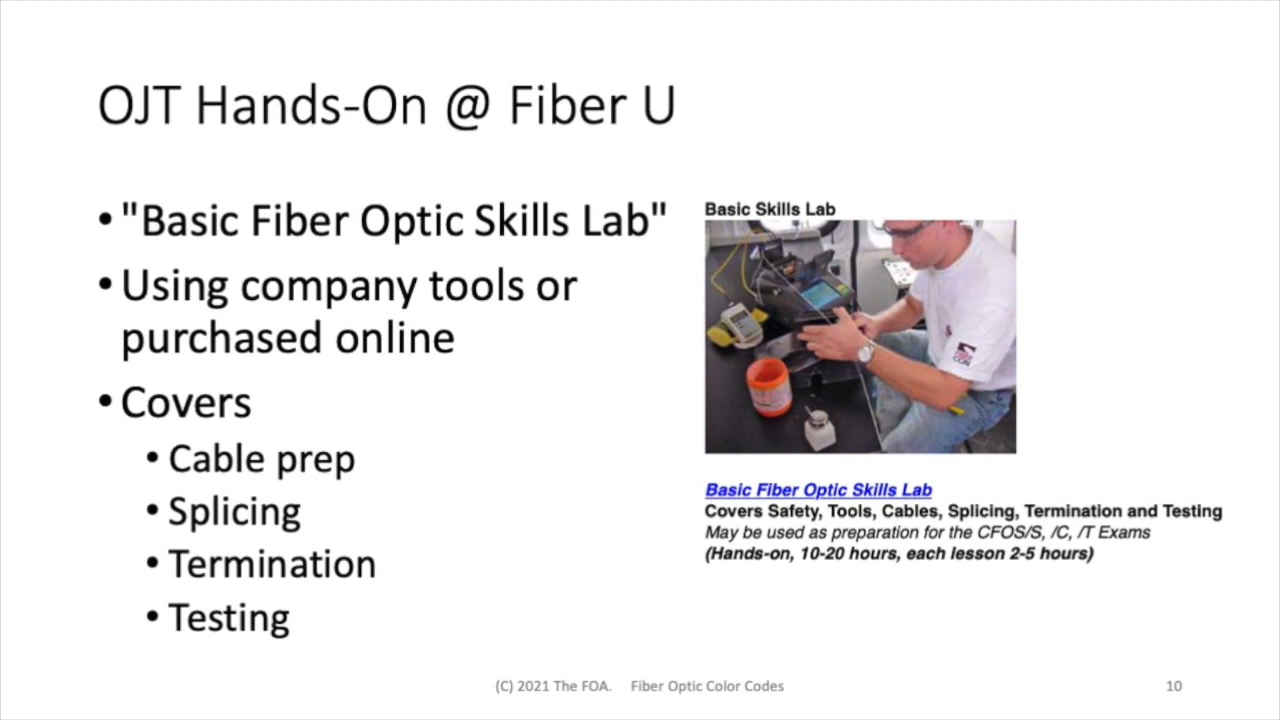 OJT Hands-On @ Fiber U
• "Basic Fiber Optic Skills Lab"
• Using company tools or
purchased online
• Covers
• Cable prep
• Splicing
• Termination
• Testing
Basic Skills Lab
Basic Fiber Optic Skills Lab
Covers Safety, Tools, Cables, Splicing, Termination and Testing
May be used as preparation for the CFOS/S, /C, /T Exams
(Hands-on, 10-20 hours, each lesson 2-5 hours)
(C) 2021 The FOA. Fiber Optic Color Codes
10